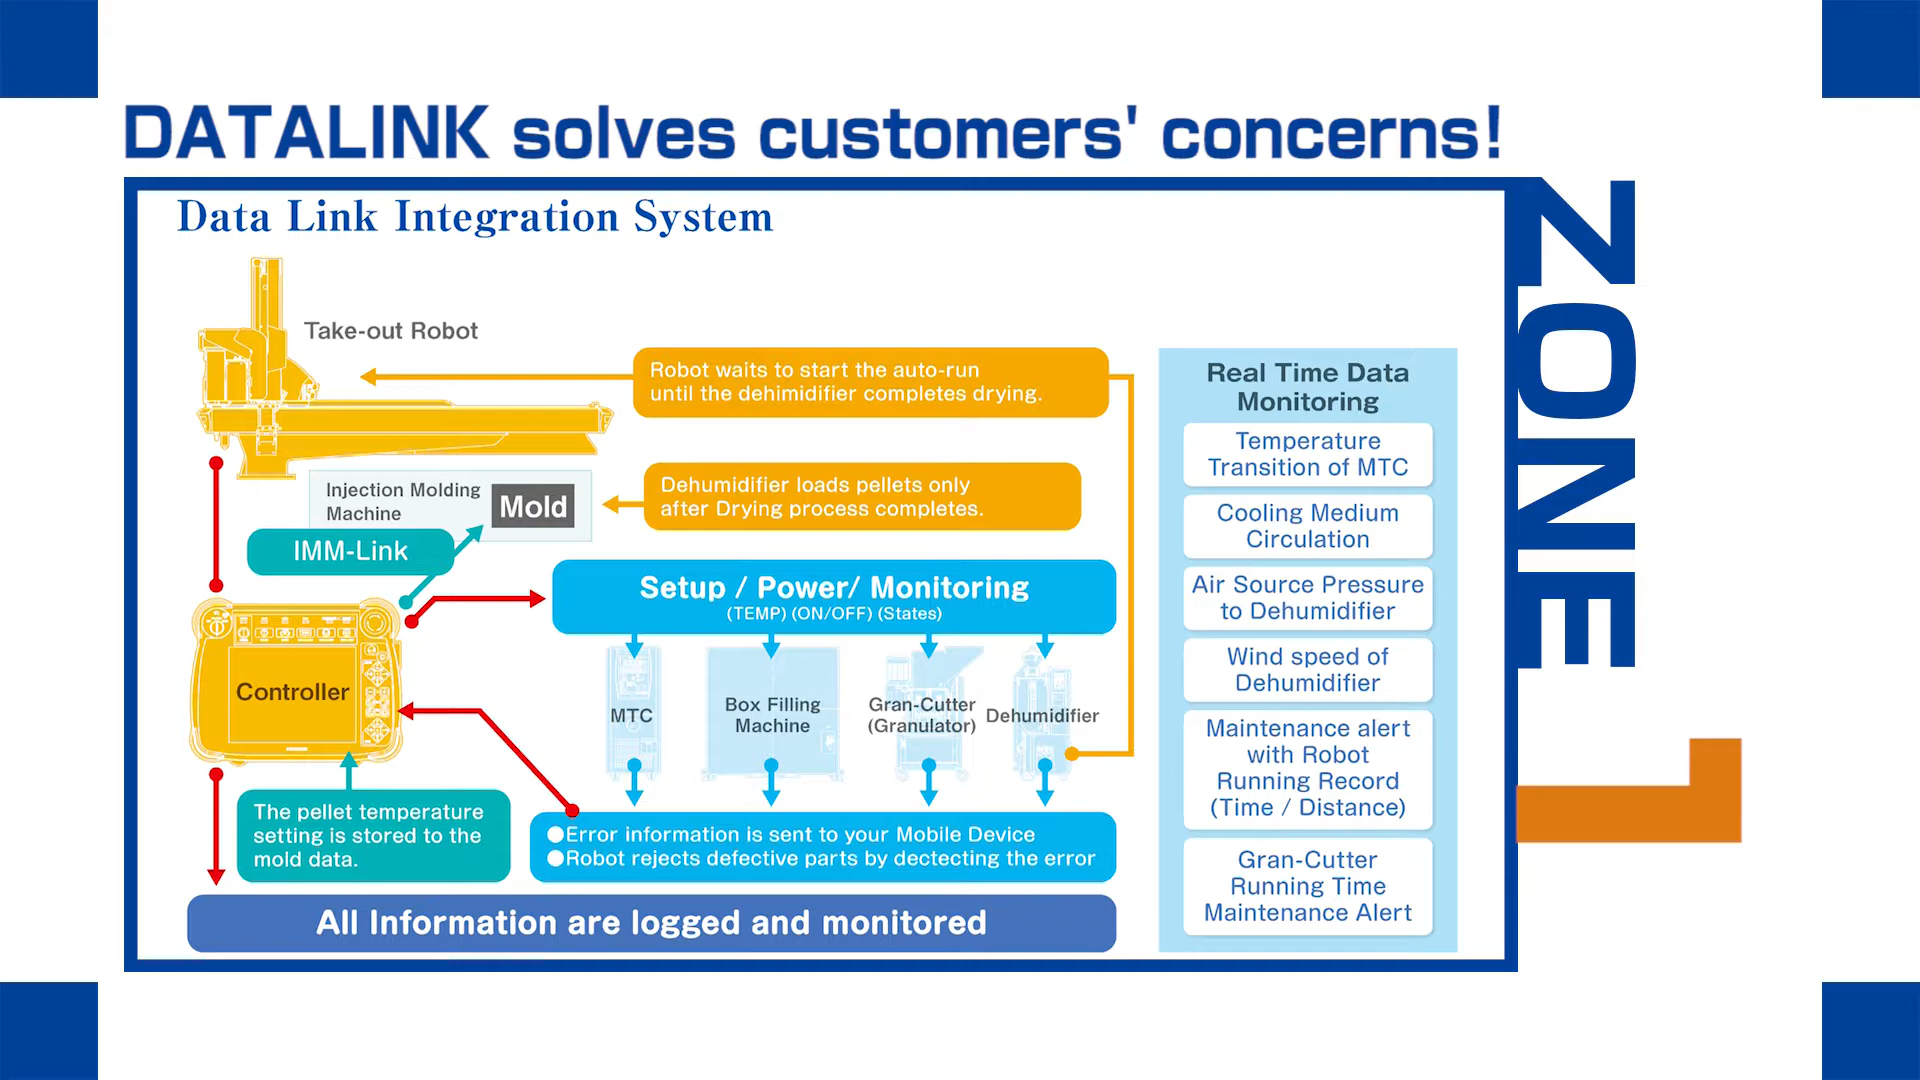 DATALINK solves customers' concerns!
Data Link Integration System
Take-out Robot
Robot waits to start the auto-run
until the dehimidifier completes drying.
Injection Molding
Machine
Mold
Dehumidifier loads pellets only
after Drying process completes.
IMM-Link
Setup / Power/ Monitoring
(TEMP) (ON/OFF) (States)
Controller
MTC
Box Filling
Machine
Gran-Cutter
(Granulator)
Dehumidifier
The pellet temperature
setting is stored to the
mold data.
●Error information is sent to your Mobile Device
●Robot rejects defective parts by dectecting the error
All Information are logged and monitored
Real Time Data
Monitoring
Temperature
Transition of MTC
Cooling Medium
Circulation
Air Source Pressure
to Dehumidifier
Wind speed of
Dehumidifier
Maintenance alert
with Robot
Running Record
(Time / Distance)
Gran-Cutter
Running Time
Maintenance Alert
ZONE 1